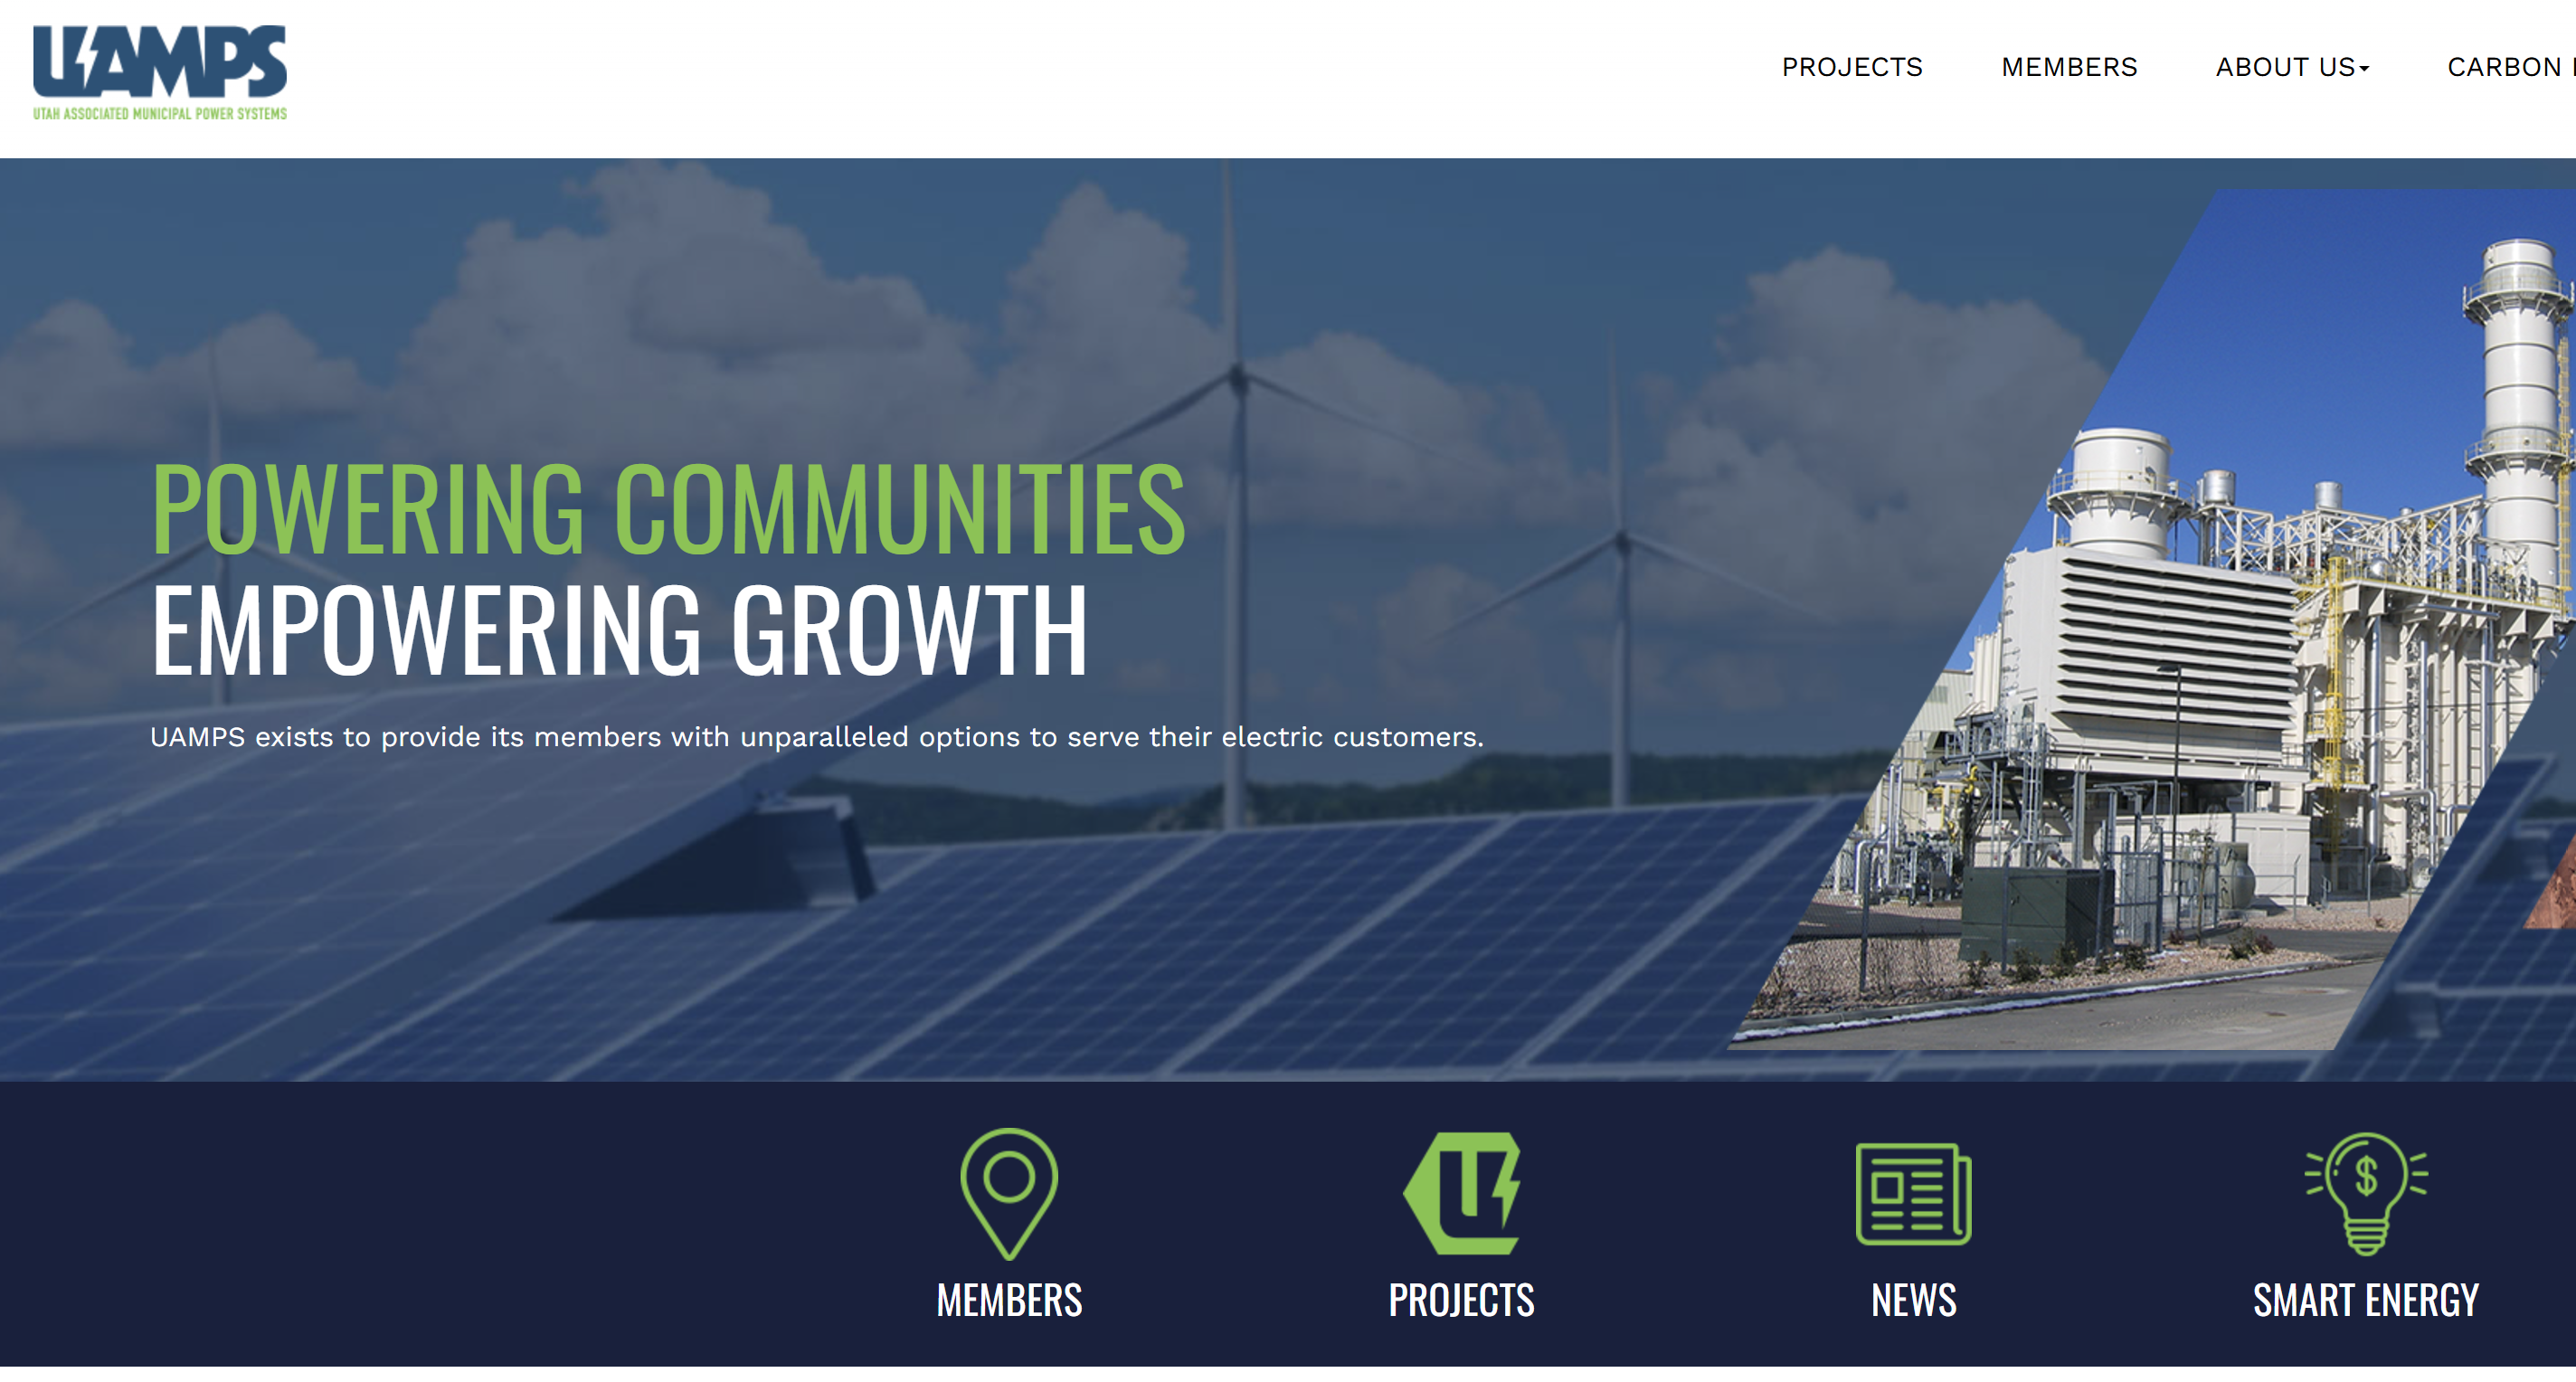 UAMPS
UTAH ASSOCIATED MUNICIPAL POWER SYSTEMS
PROJECTS MEMBERS ABOUT US CARBON
POWERING COMMUNITIES
EMPOWERING GROWTH
UAMPS exists to provide its members with unparalleled options to serve their electric customers.
MEMBERS PROJECTS NEWS SMART ENERGY